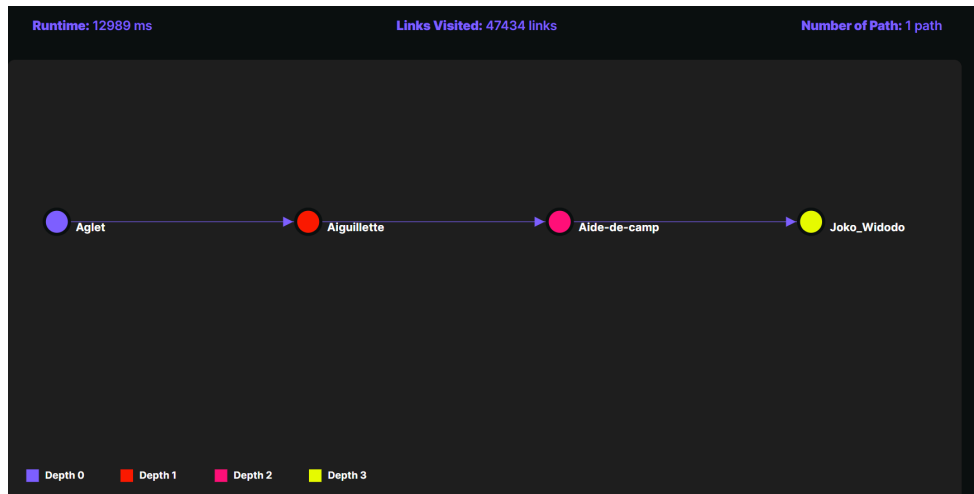 Runtime: 12989 ms
Links Visited: 47434 links
Number of Path: 1 path
Aglet
Aiguillette
Aide-de-camp
Joko_Widodo
Depth 0
Depth 1
Depth 2
Depth 3